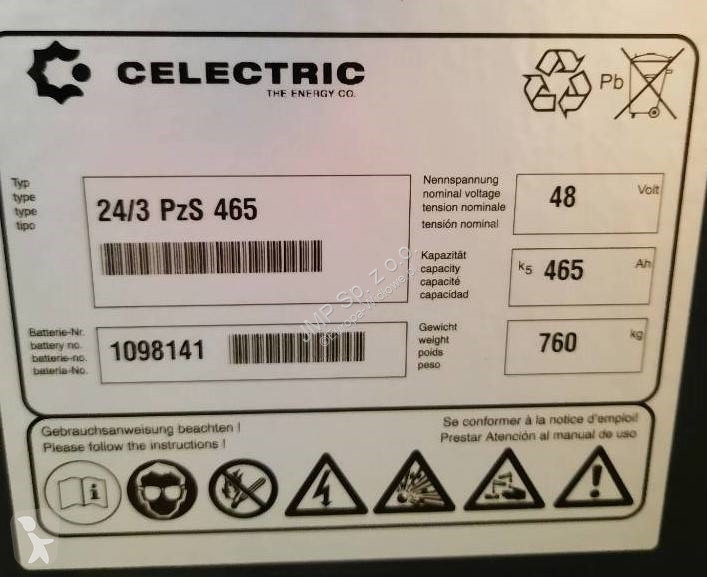 CELECTRIC
THE ENERGY CO.
Pb
Typ
type
type
tipo
24/3 PzS 465
Nennspannung
nominal voltage
tension nominale
tensión nominal
48 Volt
Kapazität
capacity
capacité
capacidad
k5 465 Ah
Batterie-Nr.
battery no.
batterie-no.
bateria-No.
1098141
Gewicht
weight
poids
peso
760 kg
JMP Sp. z o.o.
Gebrauchsanweisung beachten !
Please follow the instructions !
Se conformer à la notice d'emploi!
Prestar Atención al manual de uso